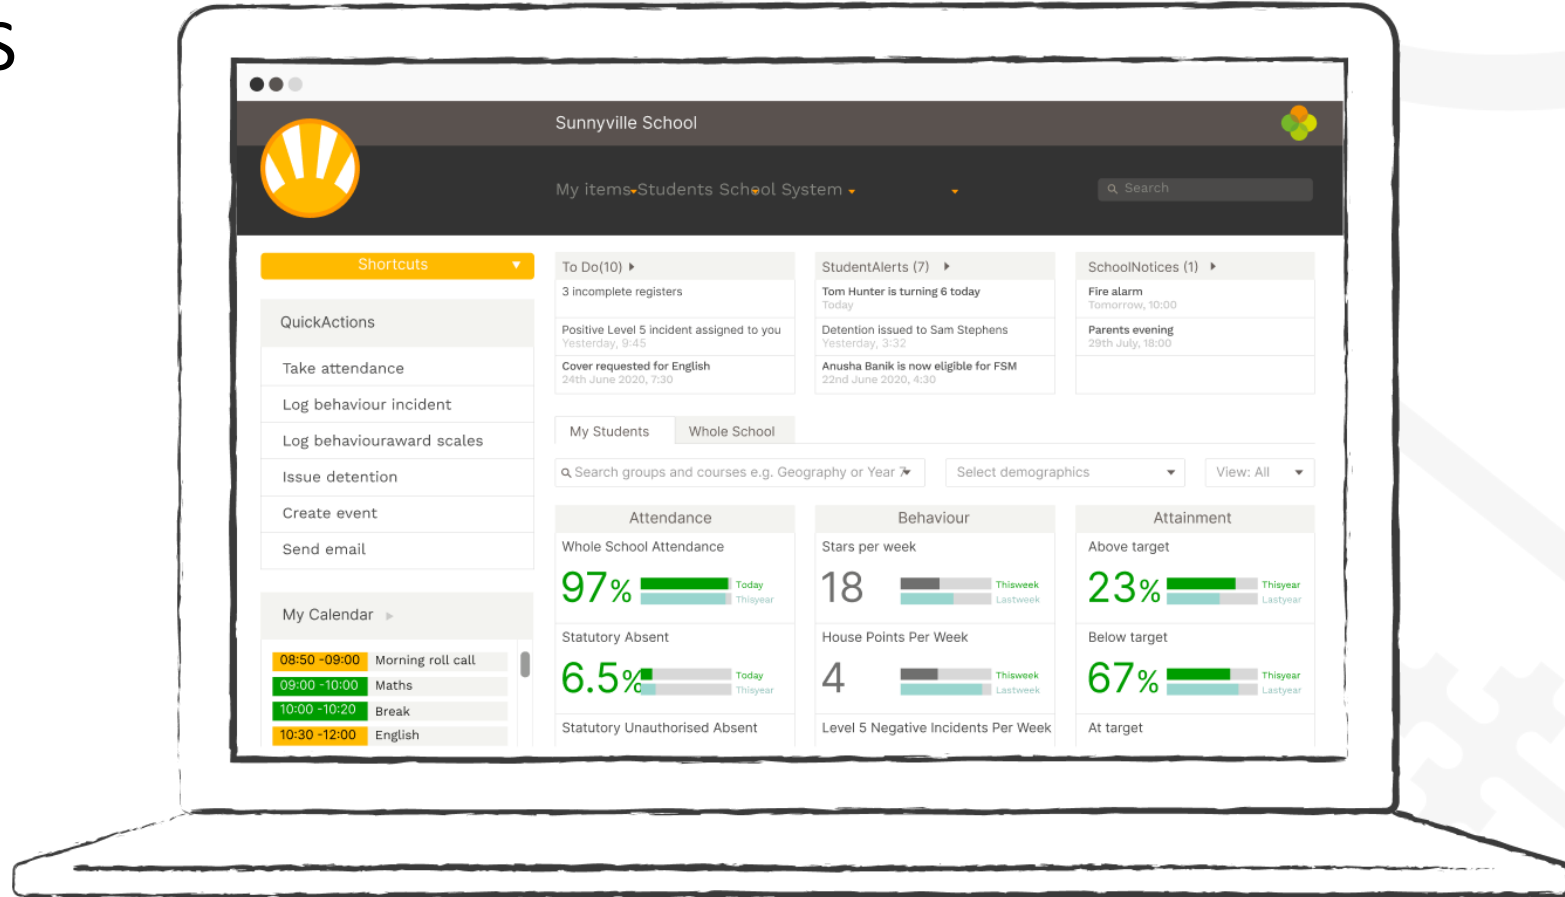 S
Sunnyville School
My items Students School System
Search
Shortcuts
QuickActions
Take attendance
Log behaviour incident
Log behaviouraward scales
Issue detention
Create event
Send email
My Calendar
08:50 -09:00 Morning roll call
09:00 -10:00 Maths
10:00 -10:20 Break
10:30 -12:00 English
To Do(10)
3 incomplete registers
Positive Level 5 incident assigned to you
Yesterday, 9:45
Cover requested for English
24th June 2020, 7:30
StudentAlerts (7)
Tom Hunter is turning 6 today
Today
Detention issued to Sam Stephens
Yesterday, 3:32
Anusha Banik is now eligible for FSM
22nd June 2020, 4:30
SchoolNotices (1)
Fire alarm
Tomorrow, 10:00
Parents evening
29th July, 18:00
My Students Whole School
Search groups and courses e.g. Geography or Year 7
Select demographics
View: All
Attendance
Whole School Attendance
97% Today
Thisyear
Statutory Absent
6.5% Today
Thisyear
Statutory Unauthorised Absent
Behaviour
Stars per week
18 Thisweek
Lastweek
House Points Per Week
4 Thisweek
Lastweek
Level 5 Negative Incidents Per Week
Attainment
Above target
23% Thisyear
Lastyear
Below target
67% Thisyear
Lastyear
At target